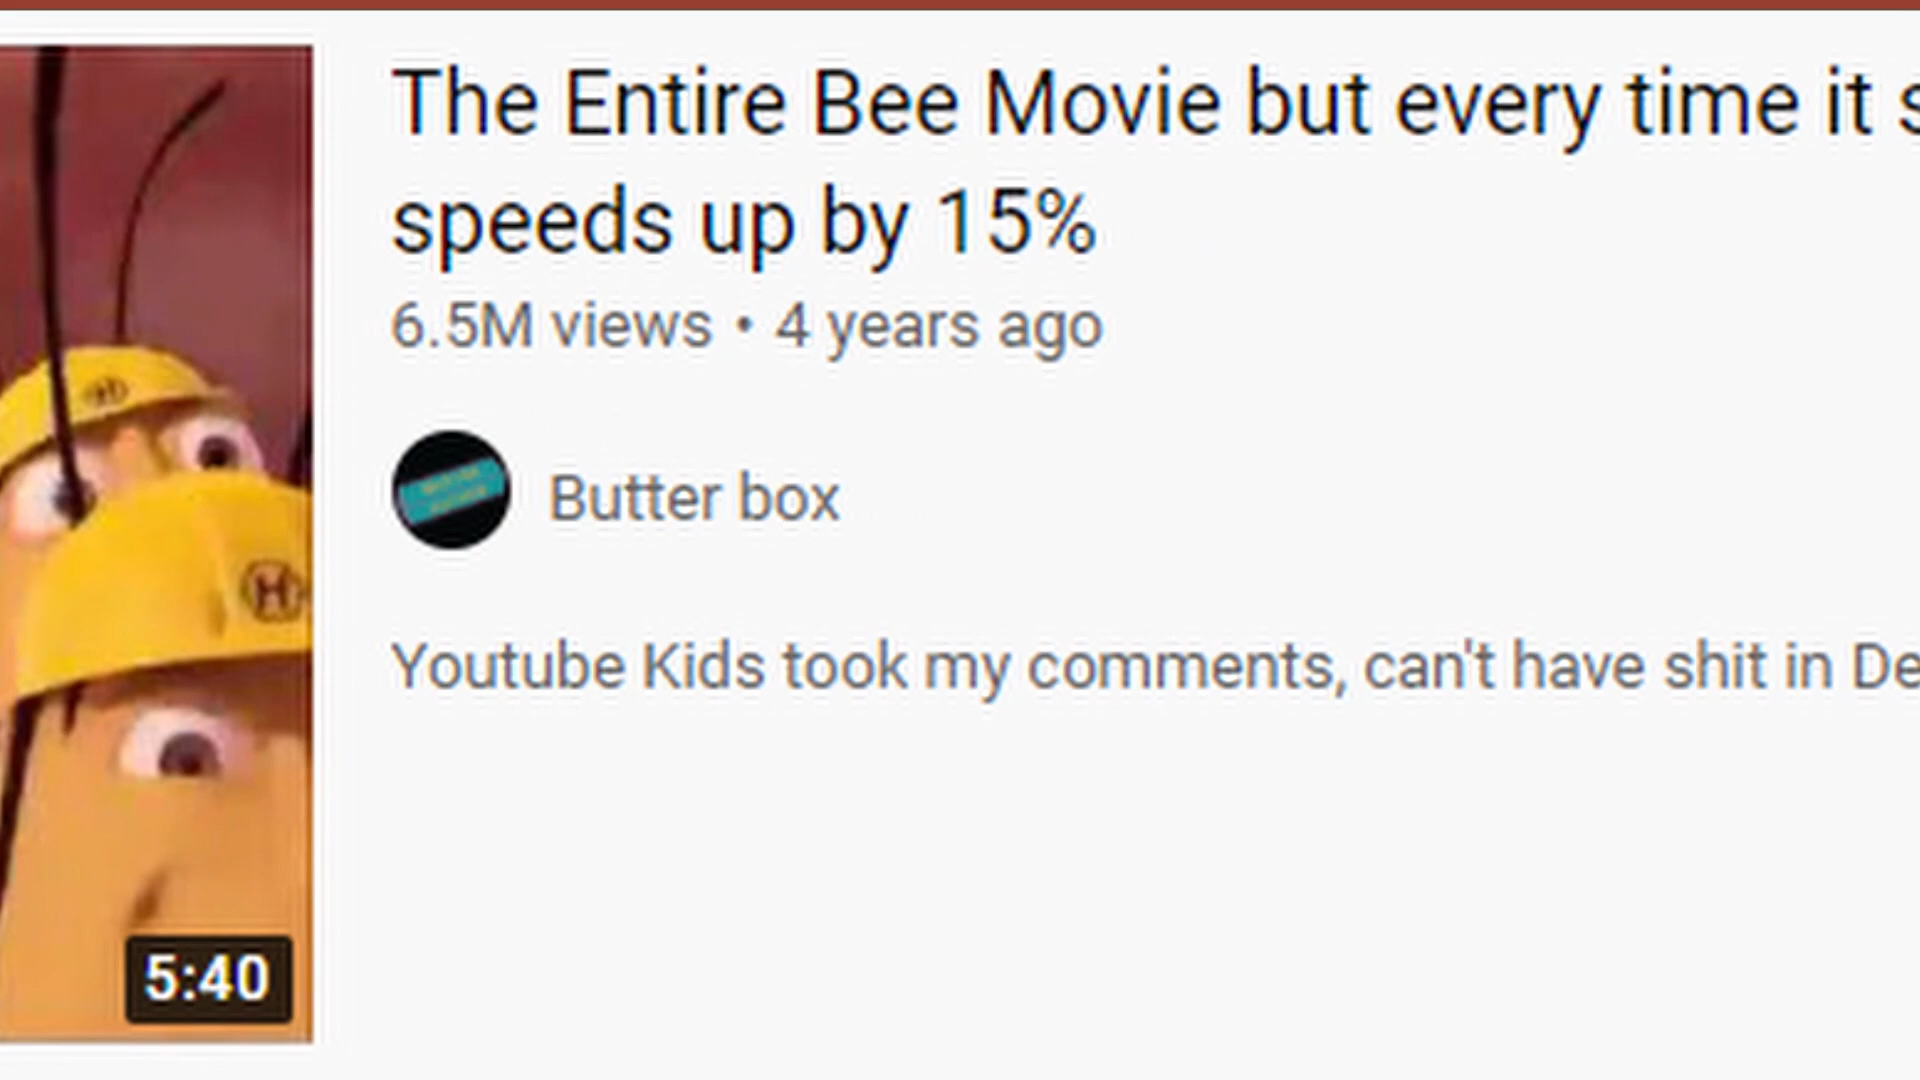 The Entire Bee Movie but every time it s
speeds up by 15%
6.5M views • 4 years ago
Butter box
Youtube Kids took my comments, can't have shit in De
H
H
5:40